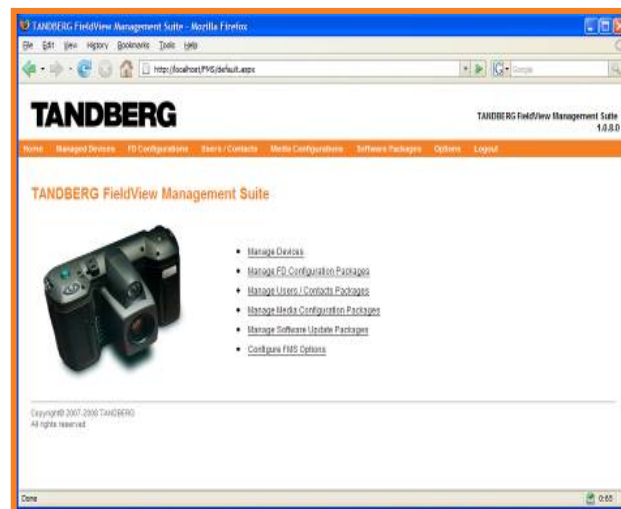 TANDBERG FieldView Management Suite - Mozilla Firefox
File Edit View History Bookmarks Tools Help
http://localhost/FMS/default.aspx
Google
TANDBERG
TANDBERG FieldView Management Suite
1.0.8.0
Home Managed Devices FD Configurations Users / Contacts Media Configurations Software Packages Options Logout
TANDBERG FieldView Management Suite
Manage Devices
Manage FD Configuration Packages
Manage Users / Contacts Packages
Manage Media Configuration Packages
Manage Software Update Packages
Configure FMS Options
Copyright© 2007-2008 TANDBERG
All rights reserved
Done
0:65